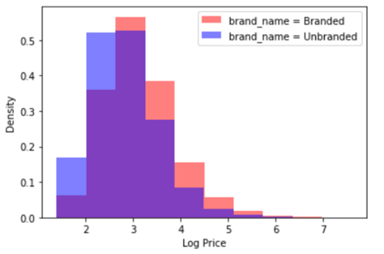 brand_name = Branded
brand_name = Unbranded
0.5
0.4
0.3
0.2
0.1
0.0
Density
2 3 4 5 6 7
Log Price